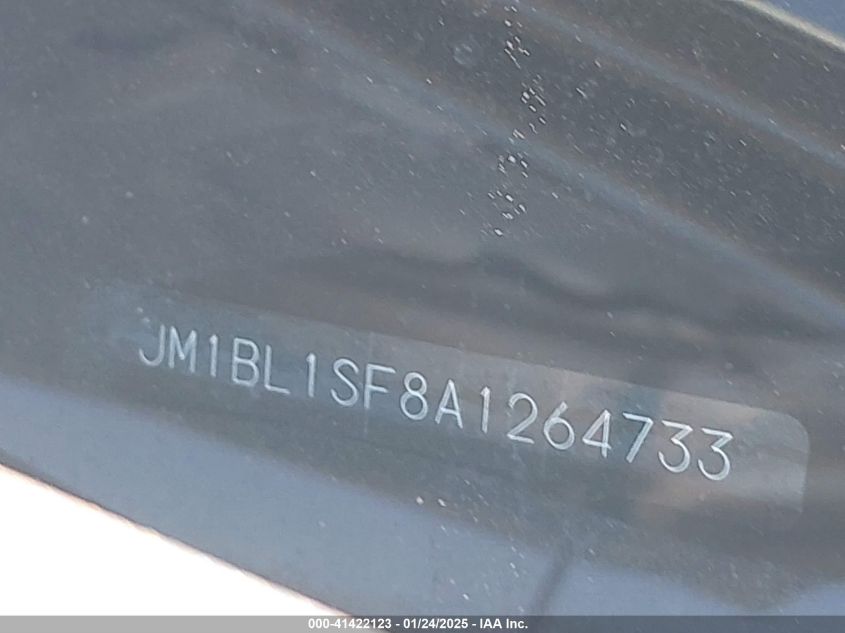 JM1BL1SF8A1264733
000-41422123 - 01/24/2025 - IAA Inc.